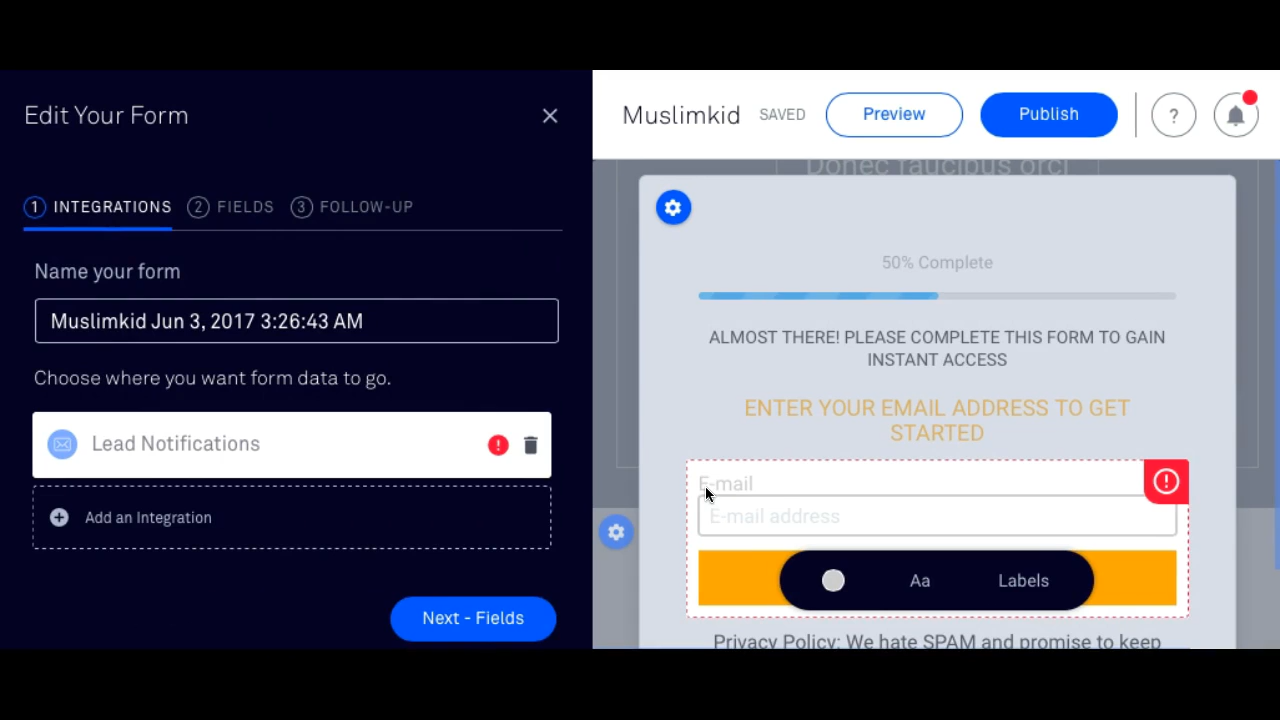 Edit Your Form
Muslimkid SAVED Preview Publish ?
Donec faucibus orci
1 INTEGRATIONS 2 FIELDS 3 FOLLOW-UP
Name your form
Muslimkid Jun 3, 2017 3:26:43 AM
Choose where you want form data to go.
Lead Notifications
Add an Integration
Next - Fields
50% Complete
ALMOST THERE! PLEASE COMPLETE THIS FORM TO GAIN
INSTANT ACCESS
ENTER YOUR EMAIL ADDRESS TO GET
STARTED
E-mail
E-mail address
Aa Labels
Privacy Policy: We hate SPAM and promise to keep